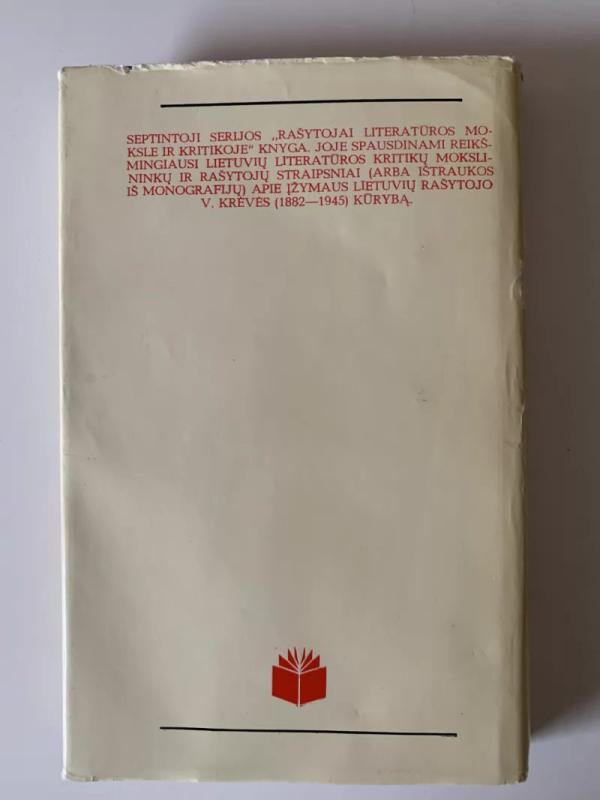 SEPTINTOJI SERIJOS „RAŠYTOJAI LITERATŪROS MO-
KSLE IR KRITIKOJE“ KNYGA. JOJE SPAUSDINAMI REIKŠ-
MINGIAUSI LIETUVIŲ LITERATŪROS KRITIKŲ MOKSLI-
NINKŲ IR RAŠYTOJŲ STRAIPSNIAI (ARBA IŠTRAUKOS
IŠ MONOGRAFIJŲ) APIE ĮŽYMAUS LIETUVIŲ RAŠYTOJO
V. KRĖVĖS (1882—1945) KŪRYBĄ.